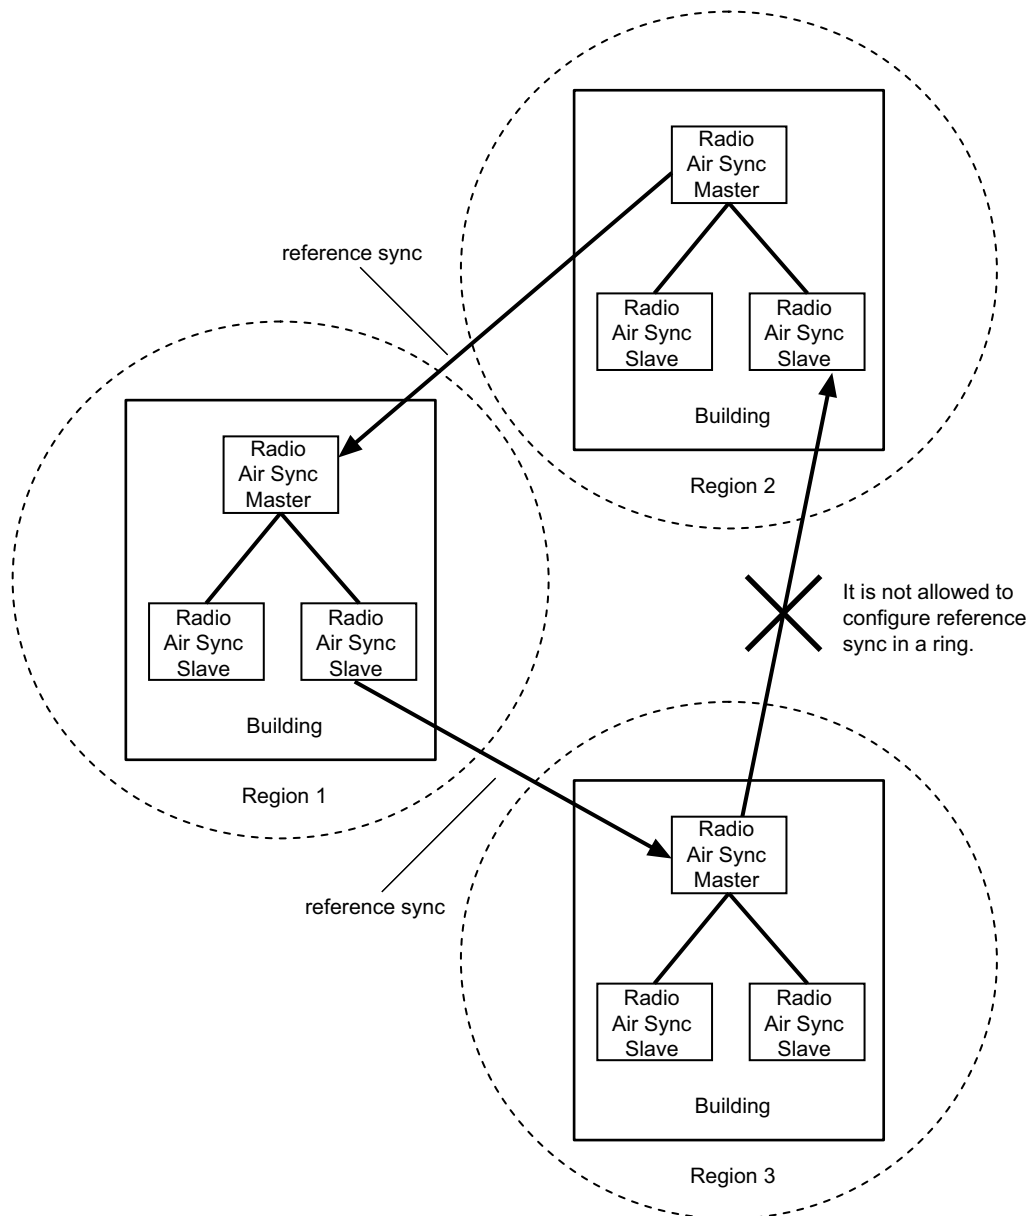 Radio
Air Sync
Master
reference sync
Radio
Air Sync
Slave
Radio
Air Sync
Slave
Building
Region 2
Radio
Air Sync
Master
Radio
Air Sync
Slave
Radio
Air Sync
Slave
Building
Region 1
It is not allowed to
configure reference
sync in a ring.
reference sync
Radio
Air Sync
Master
Radio
Air Sync
Slave
Radio
Air Sync
Slave
Building
Region 3